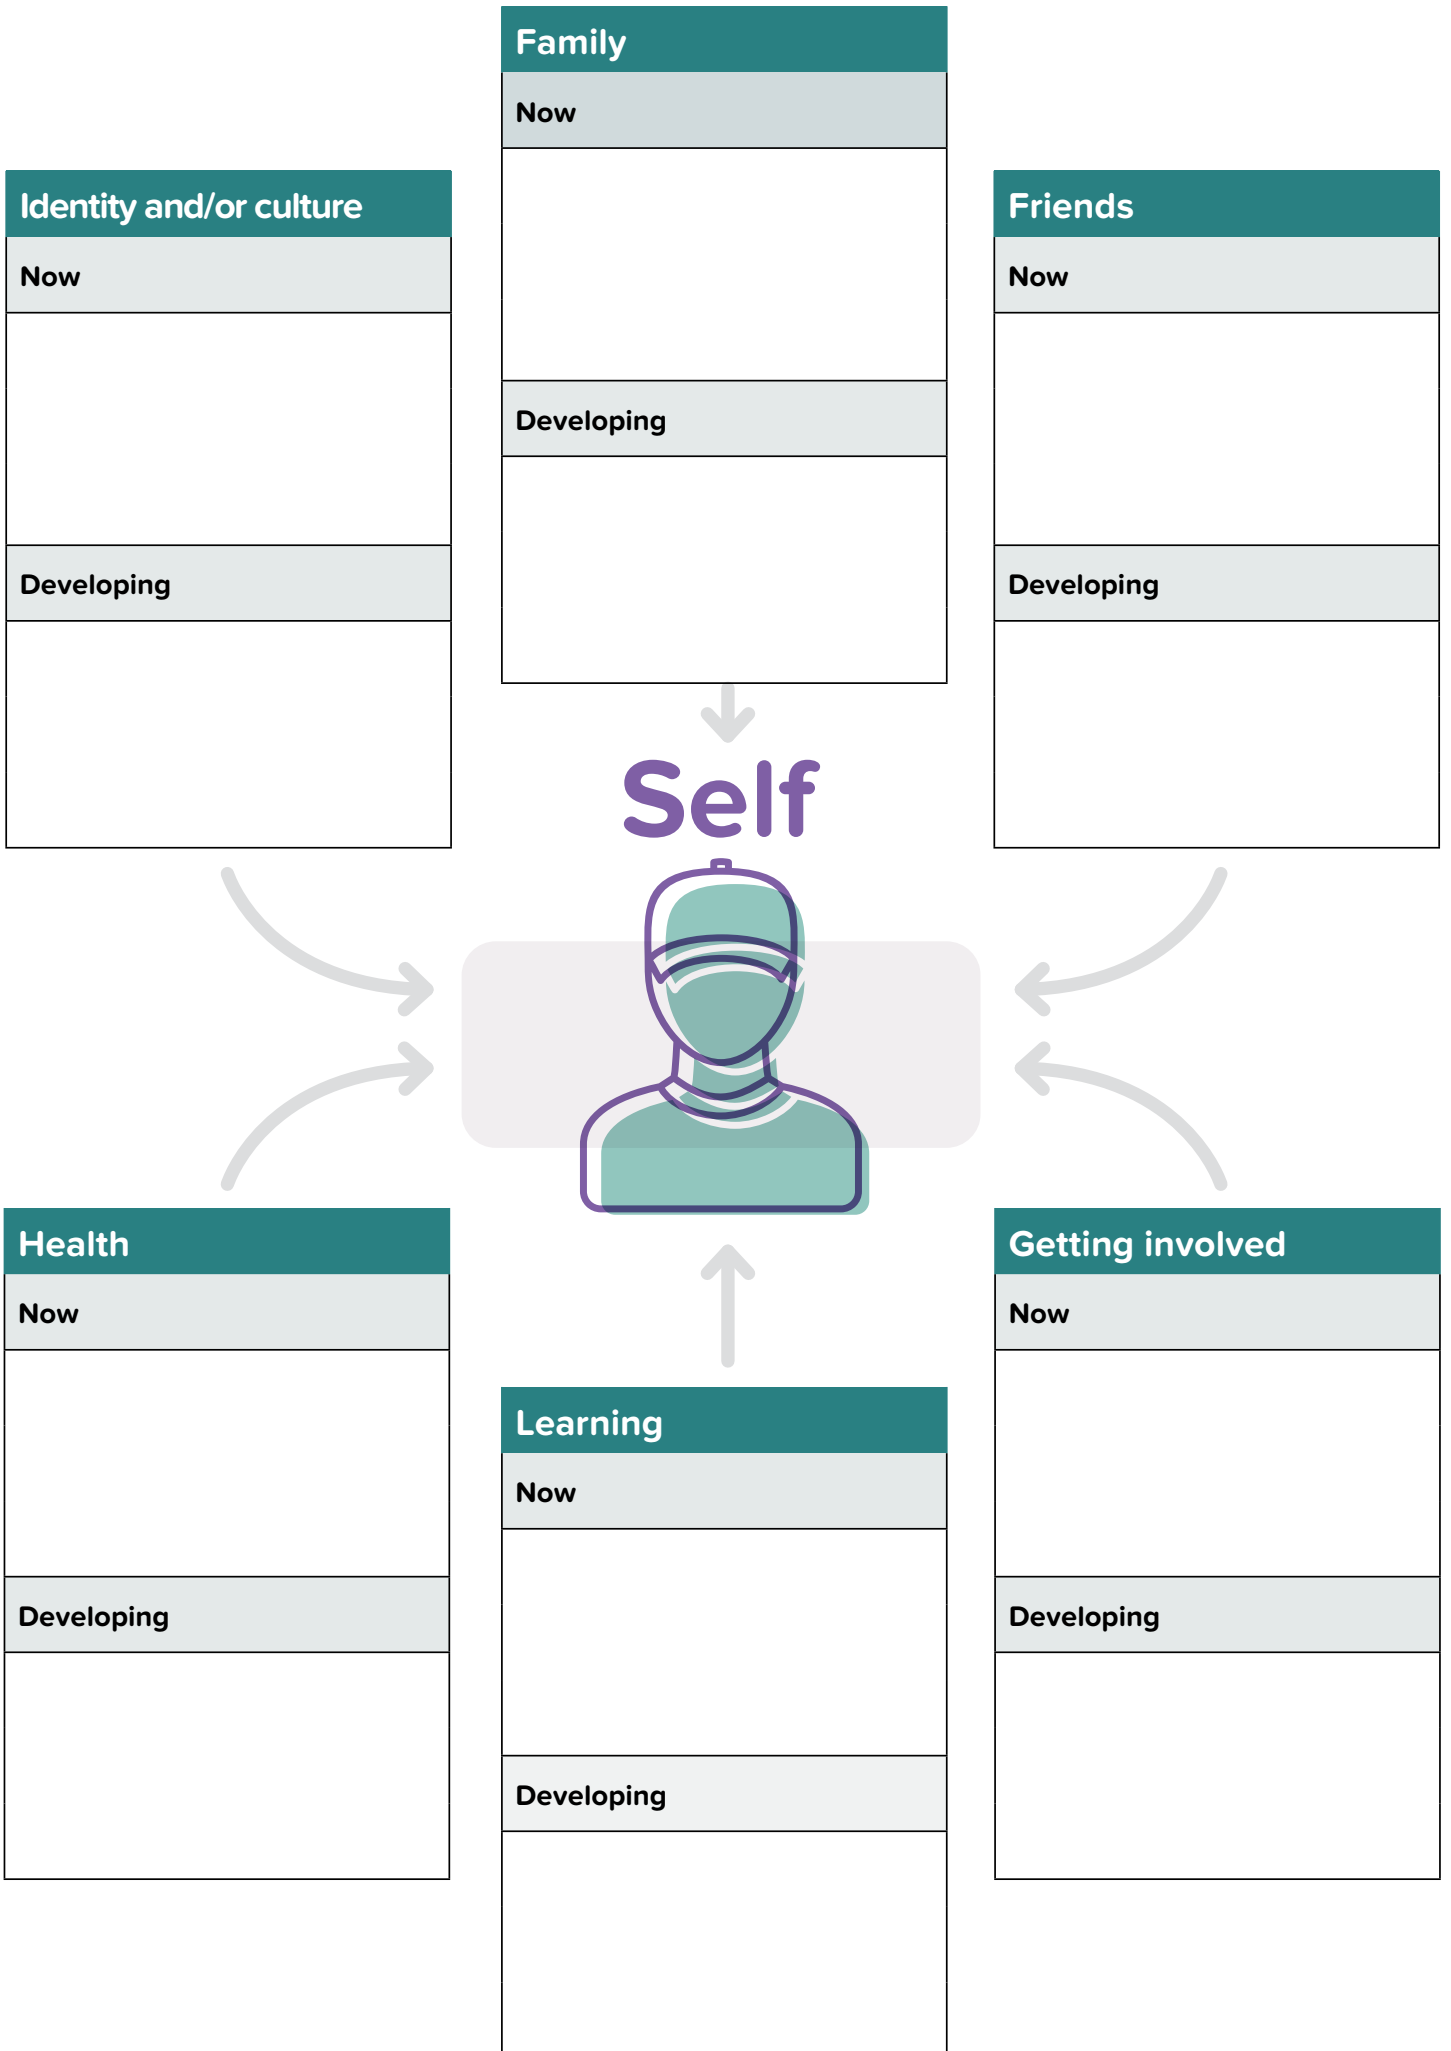 Family
Now
Developing
Identity and/or culture
Now
Developing
Friends
Now
Developing
Self
Health
Now
Developing
Learning
Now
Developing
Getting involved
Now
Developing